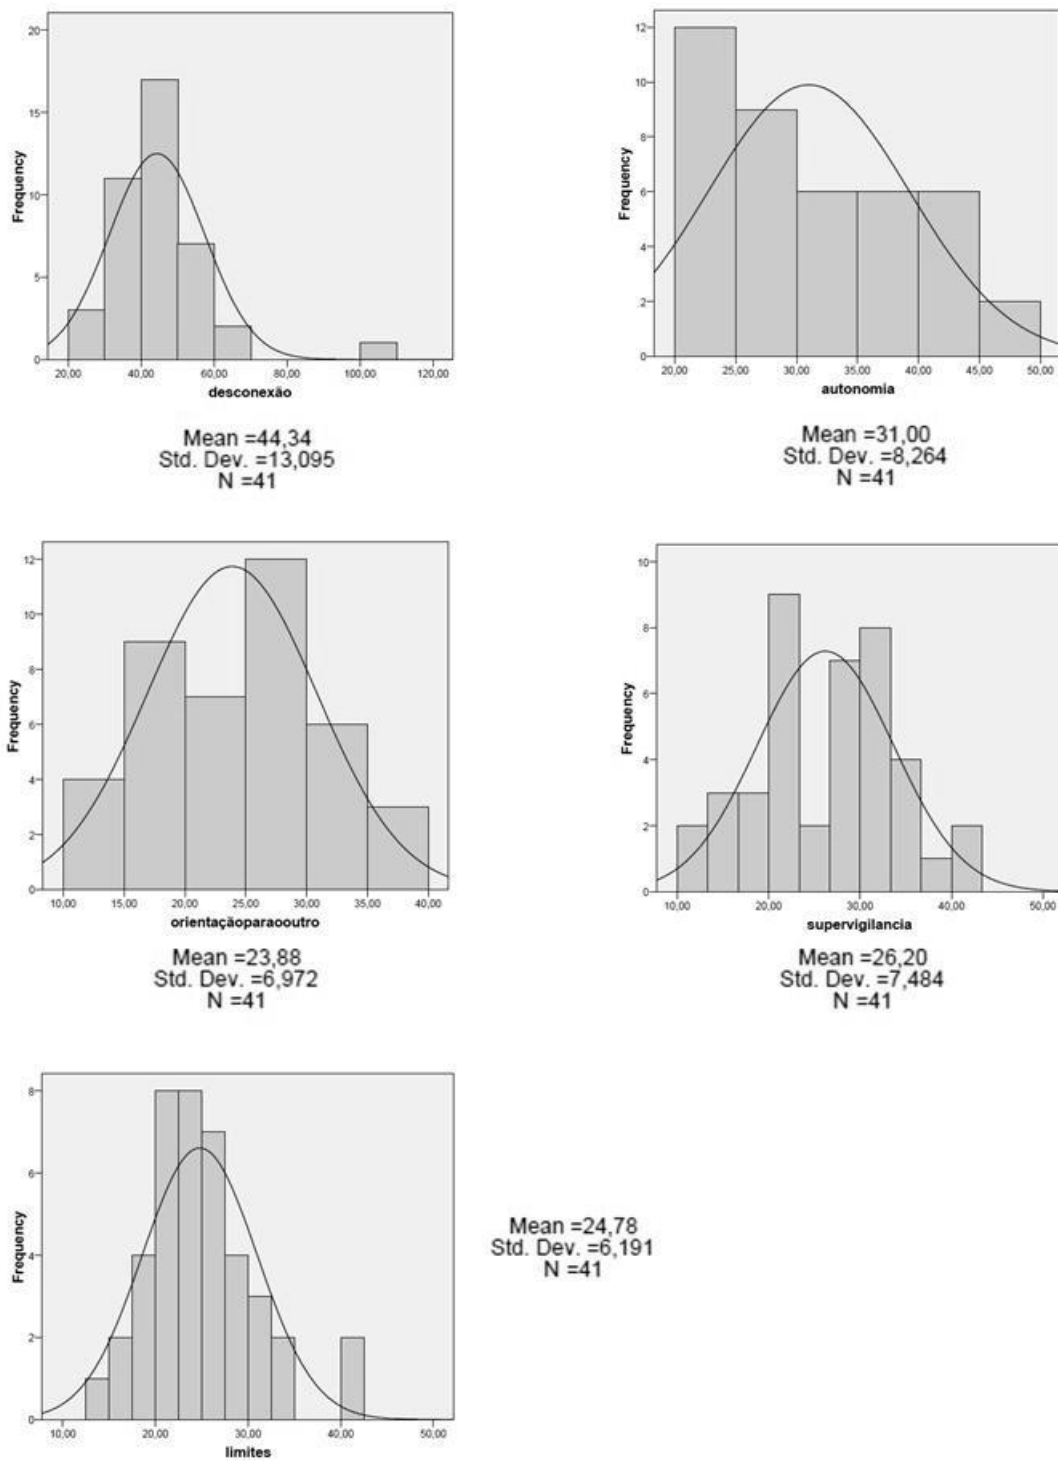 20
15
10
5
0
Frequency
20,00 40,00 60,00 80,00 100,00 120,00
desconexão
Mean =44,34
Std. Dev. =13,095
N =41
12
10
8
6
4
2
0
Frequency
20,00 25,00 30,00 35,00 40,00 45,00 50,00
autonomia
Mean =31,00
Std. Dev. =8,264
N =41
12
10
8
6
4
2
0
Frequency
10,00 15,00 20,00 25,00 30,00 35,00 40,00
orientaçãoparaooutro
Mean =23,88
Std. Dev. =6,972
N =41
10
8
6
4
2
0
Frequency
10,00 20,00 30,00 40,00 50,00
supervigilancia
Mean =26,20
Std. Dev. =7,484
N =41
8
6
4
2
0
Frequency
10,00 20,00 30,00 40,00 50,00
limites
Mean =24,78
Std. Dev. =6,191
N =41